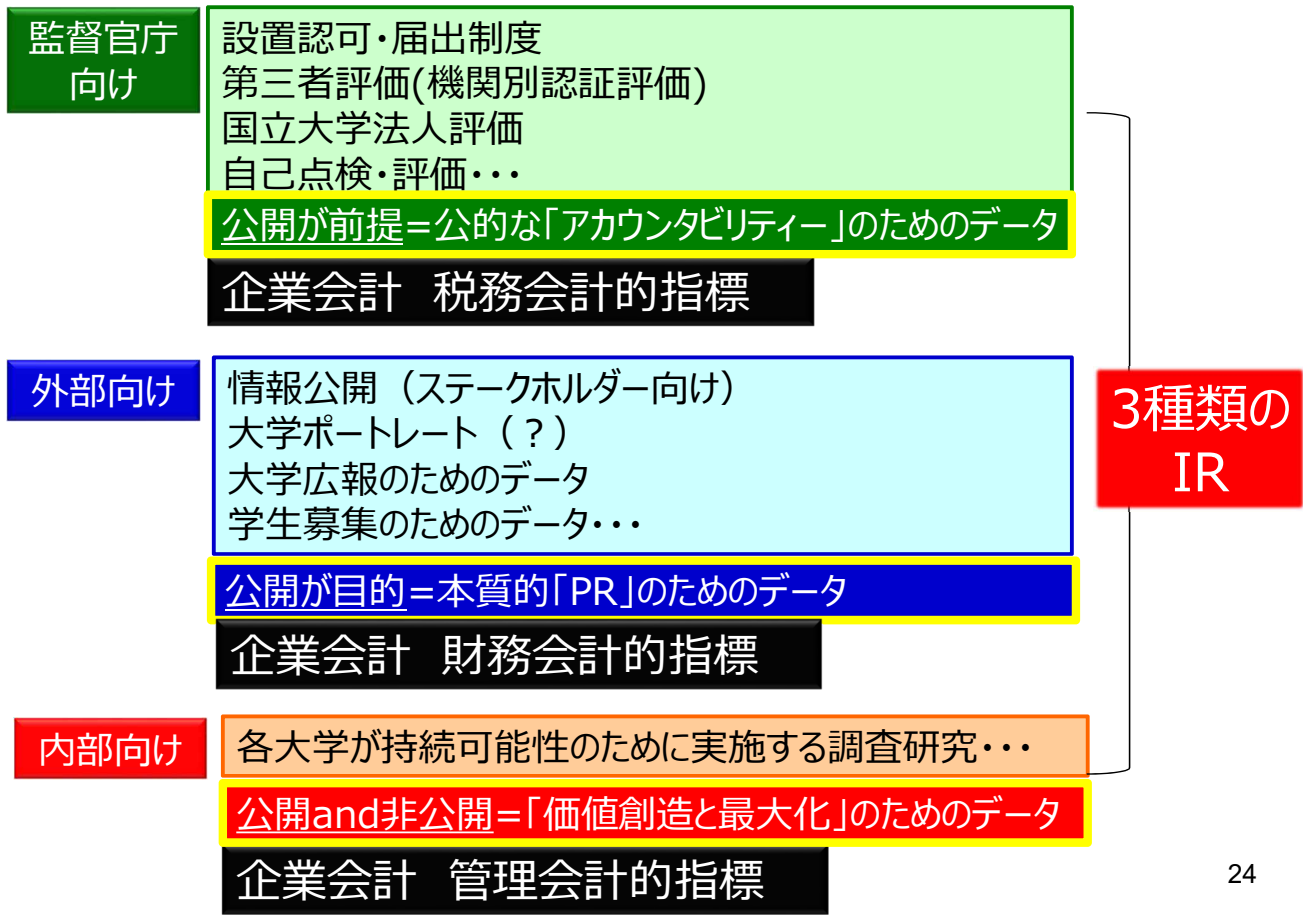 監督官庁
向け
設置認可・届出制度
第三者評価(機関別認証評価)
国立大学法人評価
自己点検・評価・・・
公開が前提=公的な「アカウンタビリティー」のためのデータ
企業会計　税務会計的指標
外部向け
情報公開（ステークホルダー向け）
大学ポートレート（？）
大学広報のためのデータ
学生募集のためのデータ・・・
公開が目的=本質的「PR」のためのデータ
企業会計　財務会計的指標
3種類の
IR
内部向け
各大学が持続可能性のために実施する調査研究・・・
公開and非公開=「価値創造と最大化」のためのデータ
企業会計　管理会計的指標
24